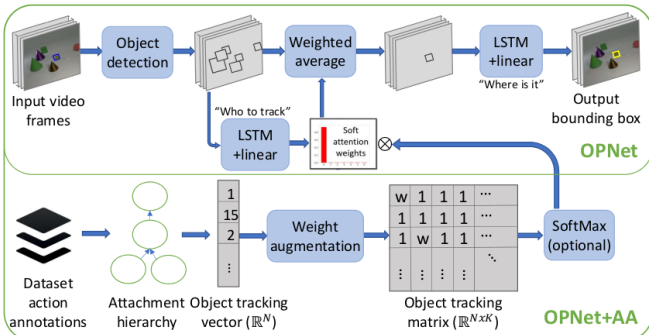 Input video
frames
Object
detection
Weighted
average
LSTM
+linear
"Where is it"
Output
bounding box
"Who to track"
LSTM
+linear
Soft
attention
weights
⊗
OPNet
Dataset
action
annotations
Attachment
hierarchy
1
15
2
⋮
Object tracking
vector (ℝ^N)
Weight
augmentation
w 1 1 1 ...
1 1 1 1 ...
1 w 1 1 ...
⋱
⋮ ⋮ ⋮ ⋮
Object tracking
matrix (ℝ^NxK)
SoftMax
(optional)
OPNet+AA